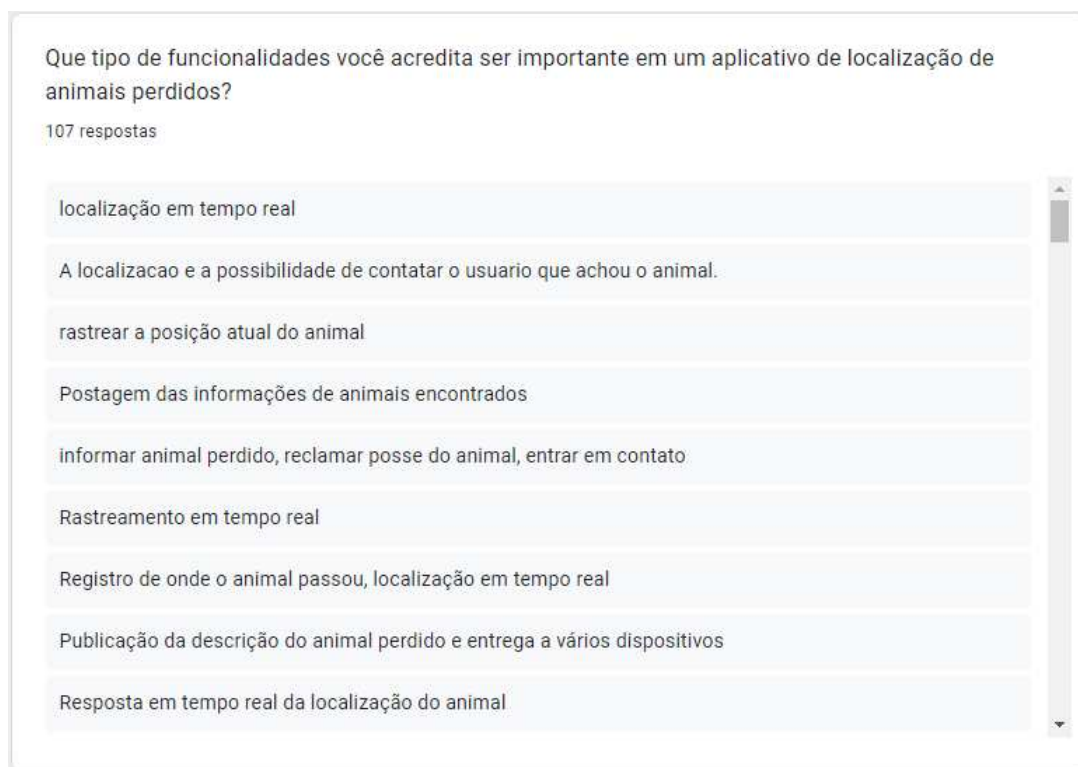 Que tipo de funcionalidades você acredita ser importante em um aplicativo de localização de
animais perdidos?
107 respostas
localização em tempo real
A localizacao e a possibilidade de contatar o usuario que achou o animal.
rastrear a posição atual do animal
Postagem das informações de animais encontrados
informar animal perdido, reclamar posse do animal, entrar em contato
Rastreamento em tempo real
Registro de onde o animal passou, localização em tempo real
Publicação da descrição do animal perdido e entrega a vários dispositivos
Resposta em tempo real da localização do animal